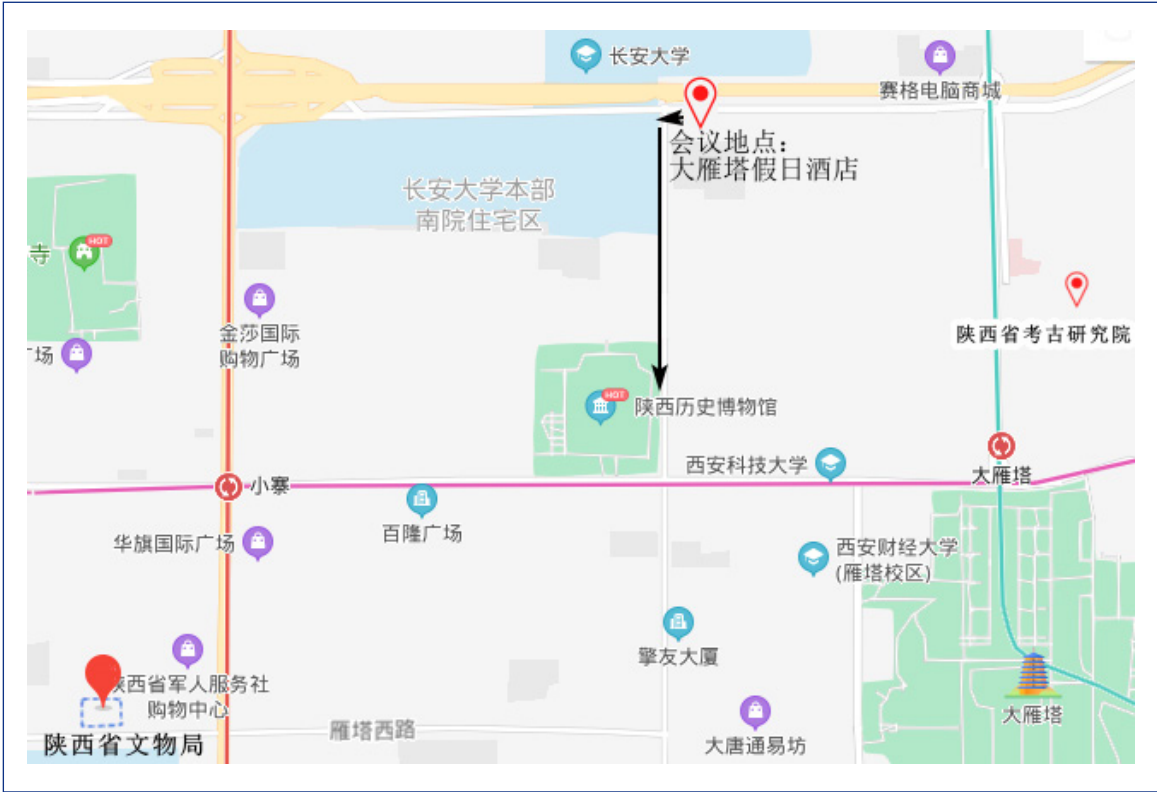 长安大学
赛格电脑商城
会议地点：
大雁塔假日酒店
长安大学本部
南院住宅区
寺
HOT
金莎国际
购物广场
广场
陕西省考古研究院
HOT
陕西历史博物馆
西安科技大学
大雁塔
小寨
百隆广场
华旗国际广场
西安财经大学
(雁塔校区)
擎友大厦
陕西省军人服务社
购物中心
大唐通易坊
大雁塔
雁塔西路
陕西省文物局